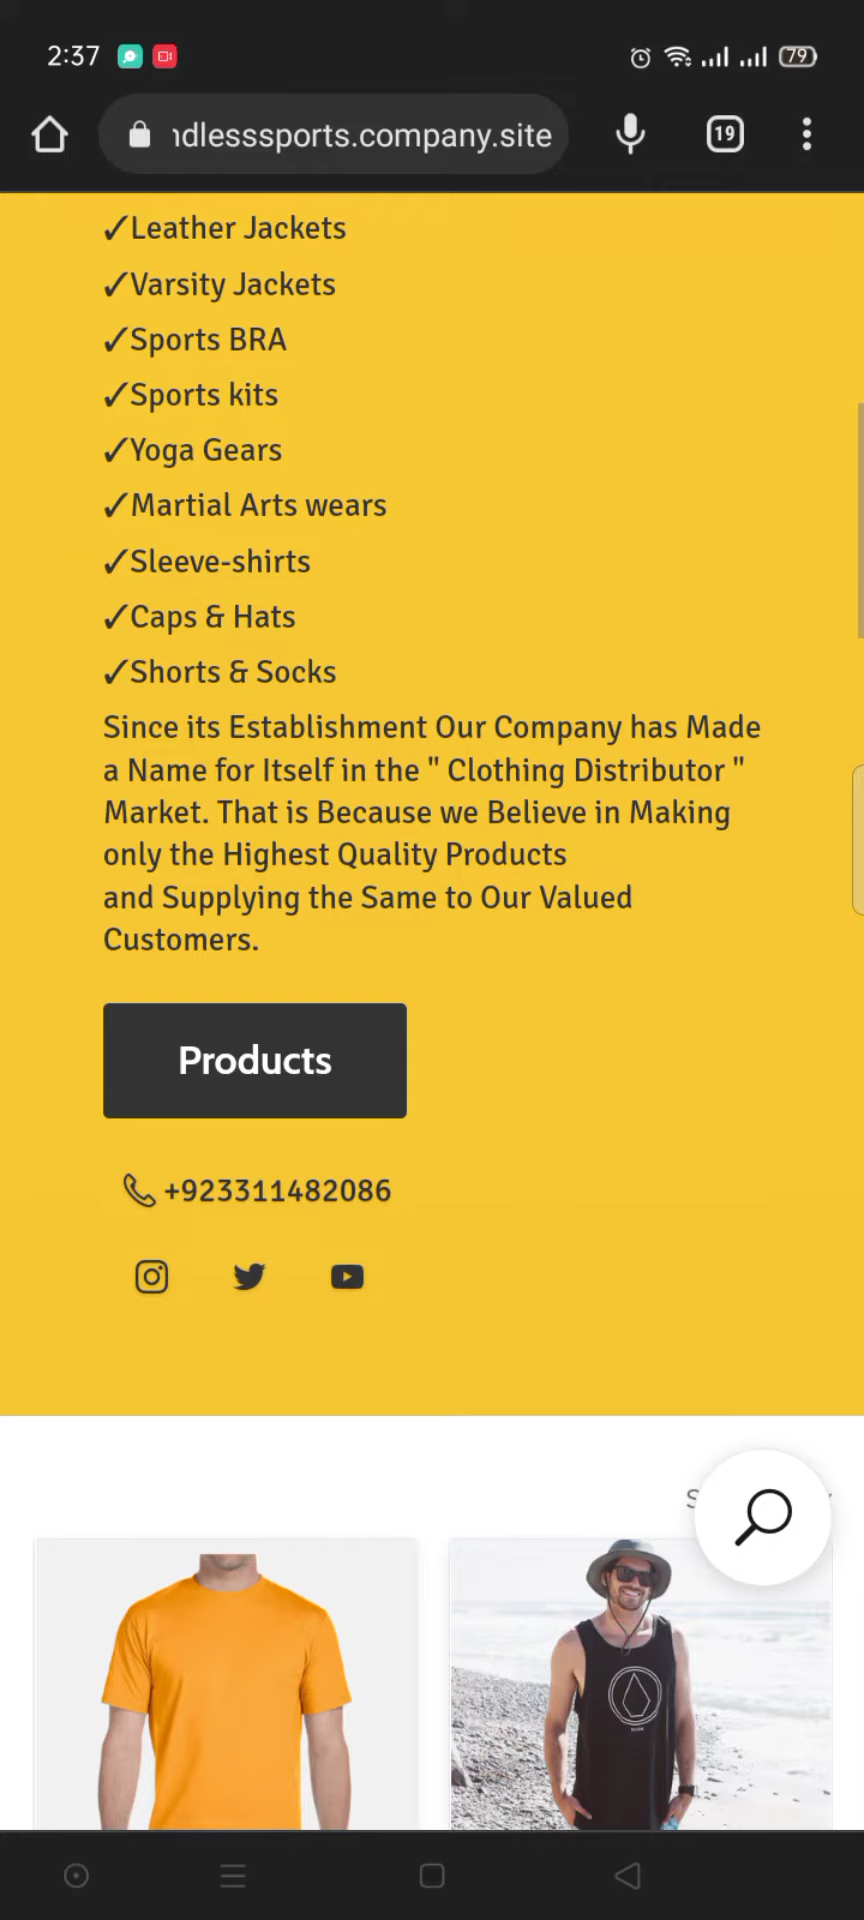 2:37
79
ndlesssports.company.site
19
✓Leather Jackets
✓Varsity Jackets
✓Sports BRA
✓Sports kits
✓Yoga Gears
✓Martial Arts wears
✓Sleeve-shirts
✓Caps & Hats
✓Shorts & Socks
Since its Establishment Our Company has Made
a Name for Itself in the " Clothing Distributor "
Market. That is Because we Believe in Making
only the Highest Quality Products
and Supplying the Same to Our Valued
Customers.
Products
+923311482086